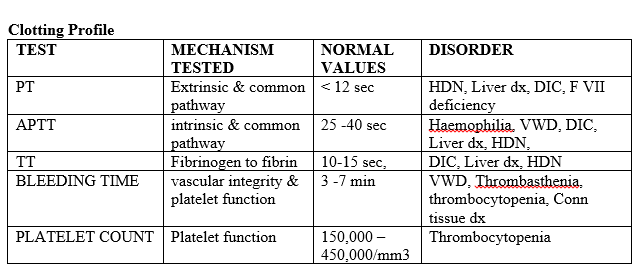 Clotting Profile
TEST MECHANISM TESTED NORMAL VALUES DISORDER
PT Extrinsic & common pathway < 12 sec HDN, Liver dx, DIC, F VII deficiency
APTT intrinsic & common pathway 25 -40 sec Haemophilia, VWD, DIC, Liver dx, HDN,
TT Fibrinogen to fibrin 10-15 sec, DIC, Liver dx, HDN
BLEEDING TIME vascular integrity & platelet function 3 -7 min VWD, Thrombasthenia, thrombocytopenia, Conn tissue dx
PLATELET COUNT Platelet function 150,000 – 450,000/mm3 Thrombocytopenia